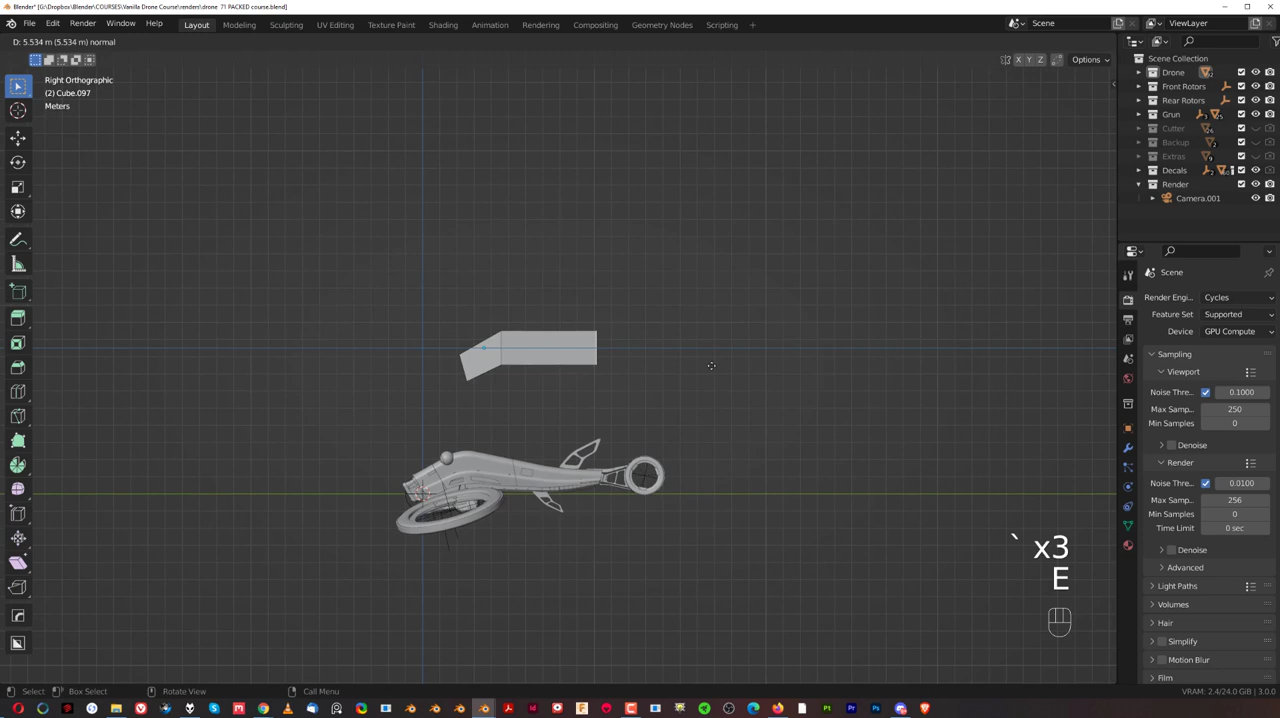 Blender* [G:\Dropbox\Blender\COURSES\Vanilla Drone Course\renders\drone 71 PACKED course.blend]
File Edit Render Window Help Layout Modeling Sculpting UV Editing Texture Paint Shading Animation Rendering Compositing Geometry Nodes Scripting + Scene ViewLayer
D: 5.534 m (5.534 m) normal
X Y Z Options
Right Orthographic
(2) Cube.097
Meters
Scene Collection
Drone
Front Rotors
Rear Rotors
Grun
Cutter
Backup
Extras
Decals
Render
Camera.001
Scene
Render Engi... Cycles
Feature Set Supported
Device GPU Compute
Sampling
Viewport
Noise Thre... 0.1000
Max Samp... 250
Min Samples 0
Denoise
Render
Noise Thre... 0.0100
Max Samp... 256
Min Samples 0
Time Limit 0 sec
Denoise
Advanced
Light Paths
Volumes
Hair
Simplify
Motion Blur
Film
` x3
E
Select Box Select Rotate View Call Menu VRAM: 2.4/24.0 GiB | 3.0.0